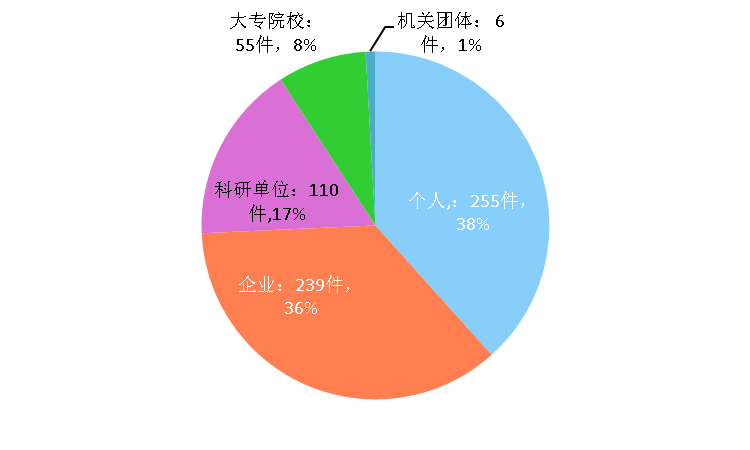 大专院校：
55件，8%
机关团体：6
件，1%
科研单位：110
件,17%
个人,：255件，
38%
企业：239件，
36%